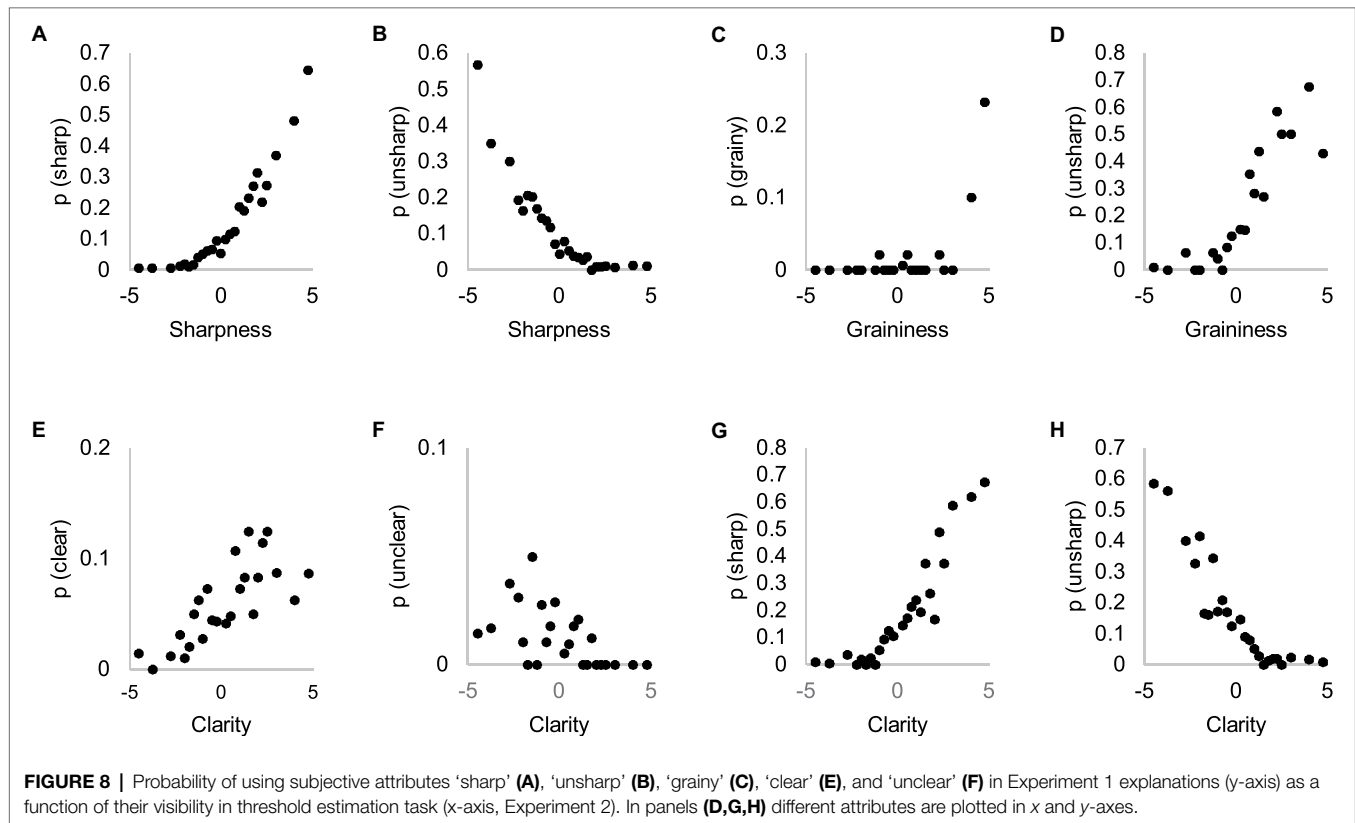 A
p (sharp)
0.7
0.6
0.5
0.4
0.3
0.2
0.1
0
-5 0 5
Sharpness
B
p (unsharp)
0.6
0.5
0.4
0.3
0.2
0.1
0
-5 0 5
Sharpness
C
p (grainy)
0.3
0.2
0.1
0
-5 0 5
Graininess
D
p (unsharp)
0.8
0.7
0.6
0.5
0.4
0.3
0.2
0.1
0
-5 0 5
Graininess
E
p (clear)
0.2
0.1
0
-5 0 5
Clarity
F
p (unclear)
0.1
0
-5 0 5
Clarity
G
p (sharp)
0.8
0.7
0.6
0.5
0.4
0.3
0.2
0.1
0
-5 0 5
Clarity
H
p (unsharp)
0.7
0.6
0.5
0.4
0.3
0.2
0.1
0
-5 0 5
Clarity
FIGURE 8 | Probability of using subjective attributes ‘sharp’ (A), ‘unsharp’ (B), ‘grainy’ (C), ‘clear’ (E), and ‘unclear’ (F) in Experiment 1 explanations (y-axis) as a
function of their visibility in threshold estimation task (x-axis, Experiment 2). In panels (D,G,H) different attributes are plotted in x and y-axes.